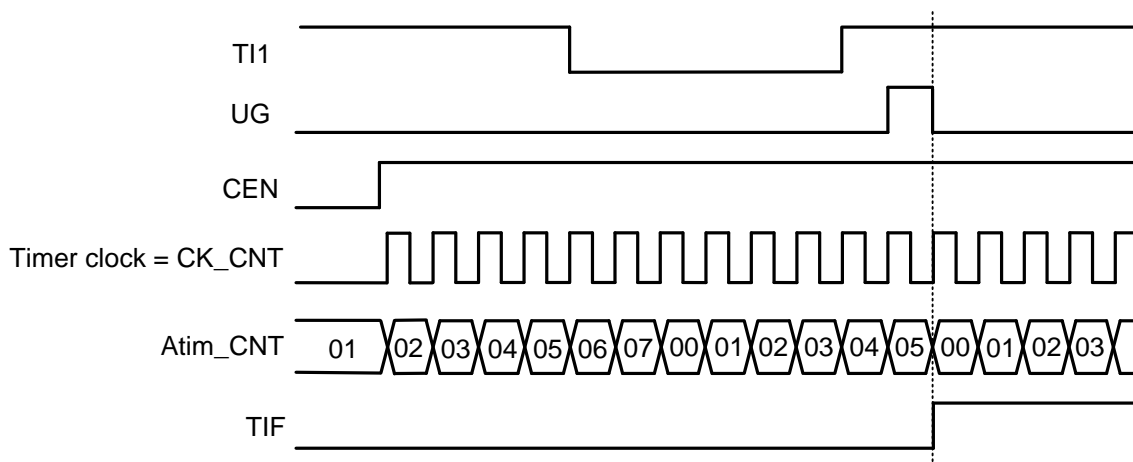 TI1
UG
CEN
Timer clock = CK_CNT
Atim_CNT 01 02 03 04 05 06 07 00 01 02 03 04 05 00 01 02 03
TIF